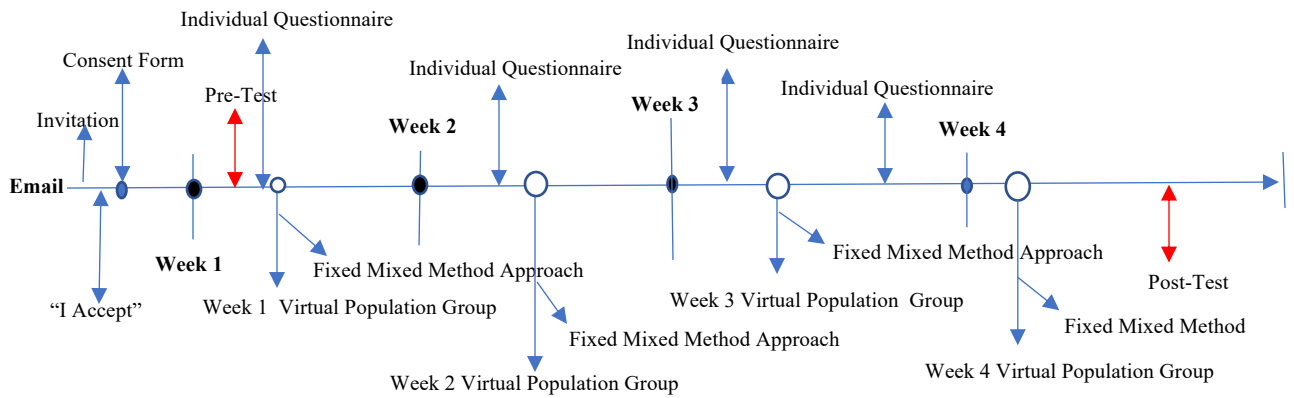 Individual Questionnaire
Individual Questionnaire
Consent Form
Individual Questionnaire
Individual Questionnaire
Pre-Test
Week 3
Invitation
Week 2
Week 4
Email
Week 1
Fixed Mixed Method Approach
Fixed Mixed Method Approach
Post-Test
“I Accept”
Week 1 Virtual Population Group
Week 3 Virtual Population Group
Fixed Mixed Method
Fixed Mixed Method Approach
Week 2 Virtual Population Group
Week 4 Virtual Population Group